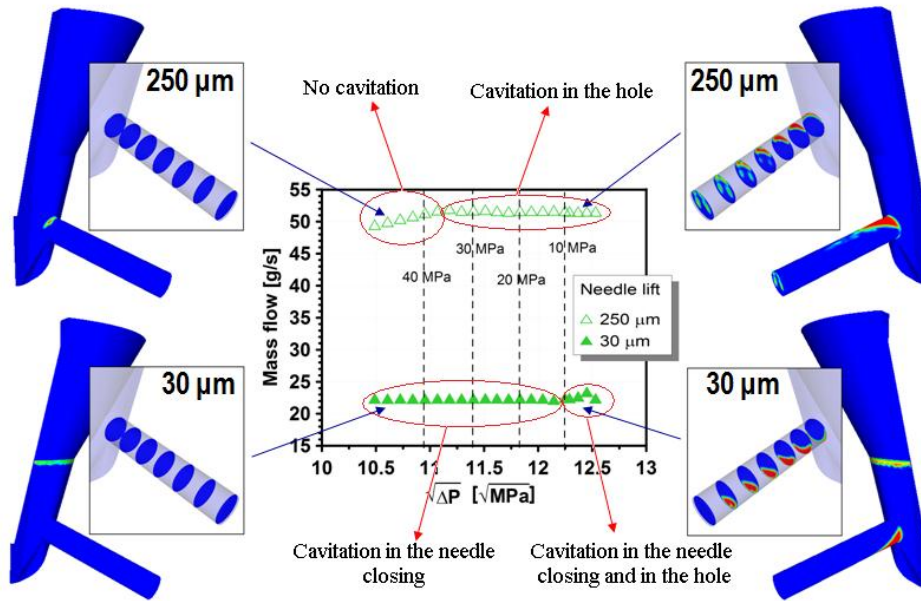 250 µm
No cavitation
Cavitation in the hole
250 µm
55
50
45
40
35
30
25
20
15
Mass flow [g/s]
30 MPa
10 MPa
40 MPa
20 MPa
Needle lift
250 µm
30 µm
10
10.5
11
11.5
12
12.5
13
√ΔP [√MPa]
30 µm
30 µm
Cavitation in the needle
closing
Cavitation in the needle
closing and in the hole